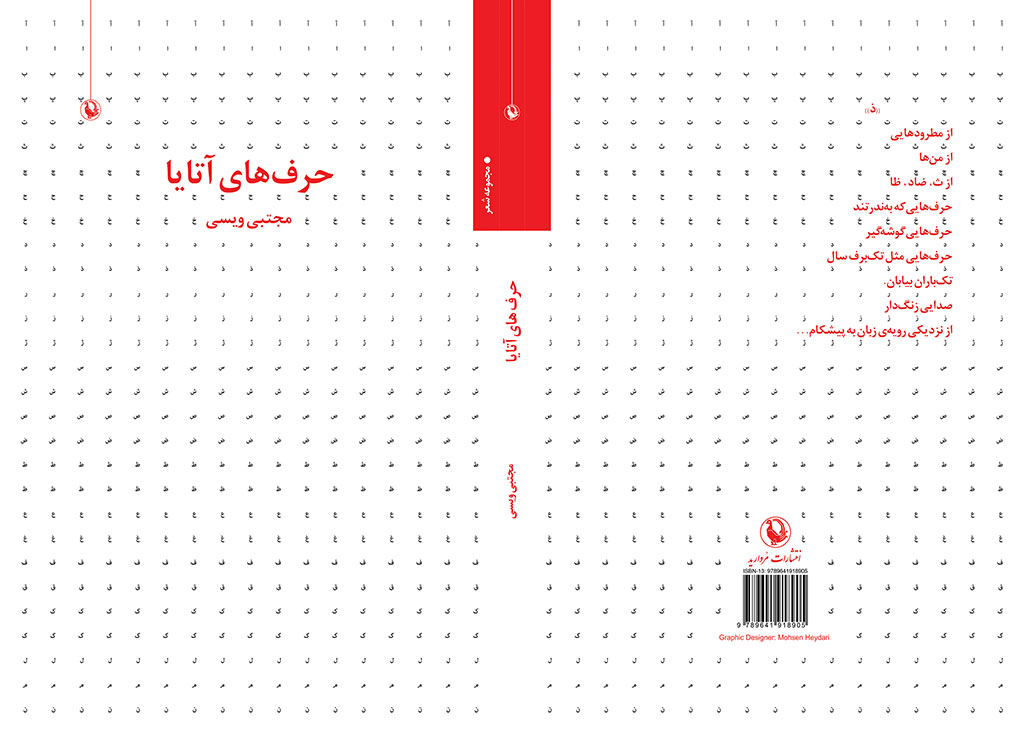 حرف‌های آتایا
مجتبی ویسی
مجموعه شعر
حرف‌های آتایا
مجتبی ویسی
((ذ))
از مطرودهایی
از من‌ها
از ث، ضاد، ظا
حرف‌هایی که به‌ندرتند
حرف‌هایی گوشه‌گیر
حرف‌هایی مثل تک‌برف سال
تک‌باران بیابان.
صدایی زنگ‌دار
از نزدیکی رویه‌ی زبان به پیشکام...
انتشارات مروارید
ISBN-13: 9789641918905
9 789641 918905
Graphic Designer: Mohsen Heydari